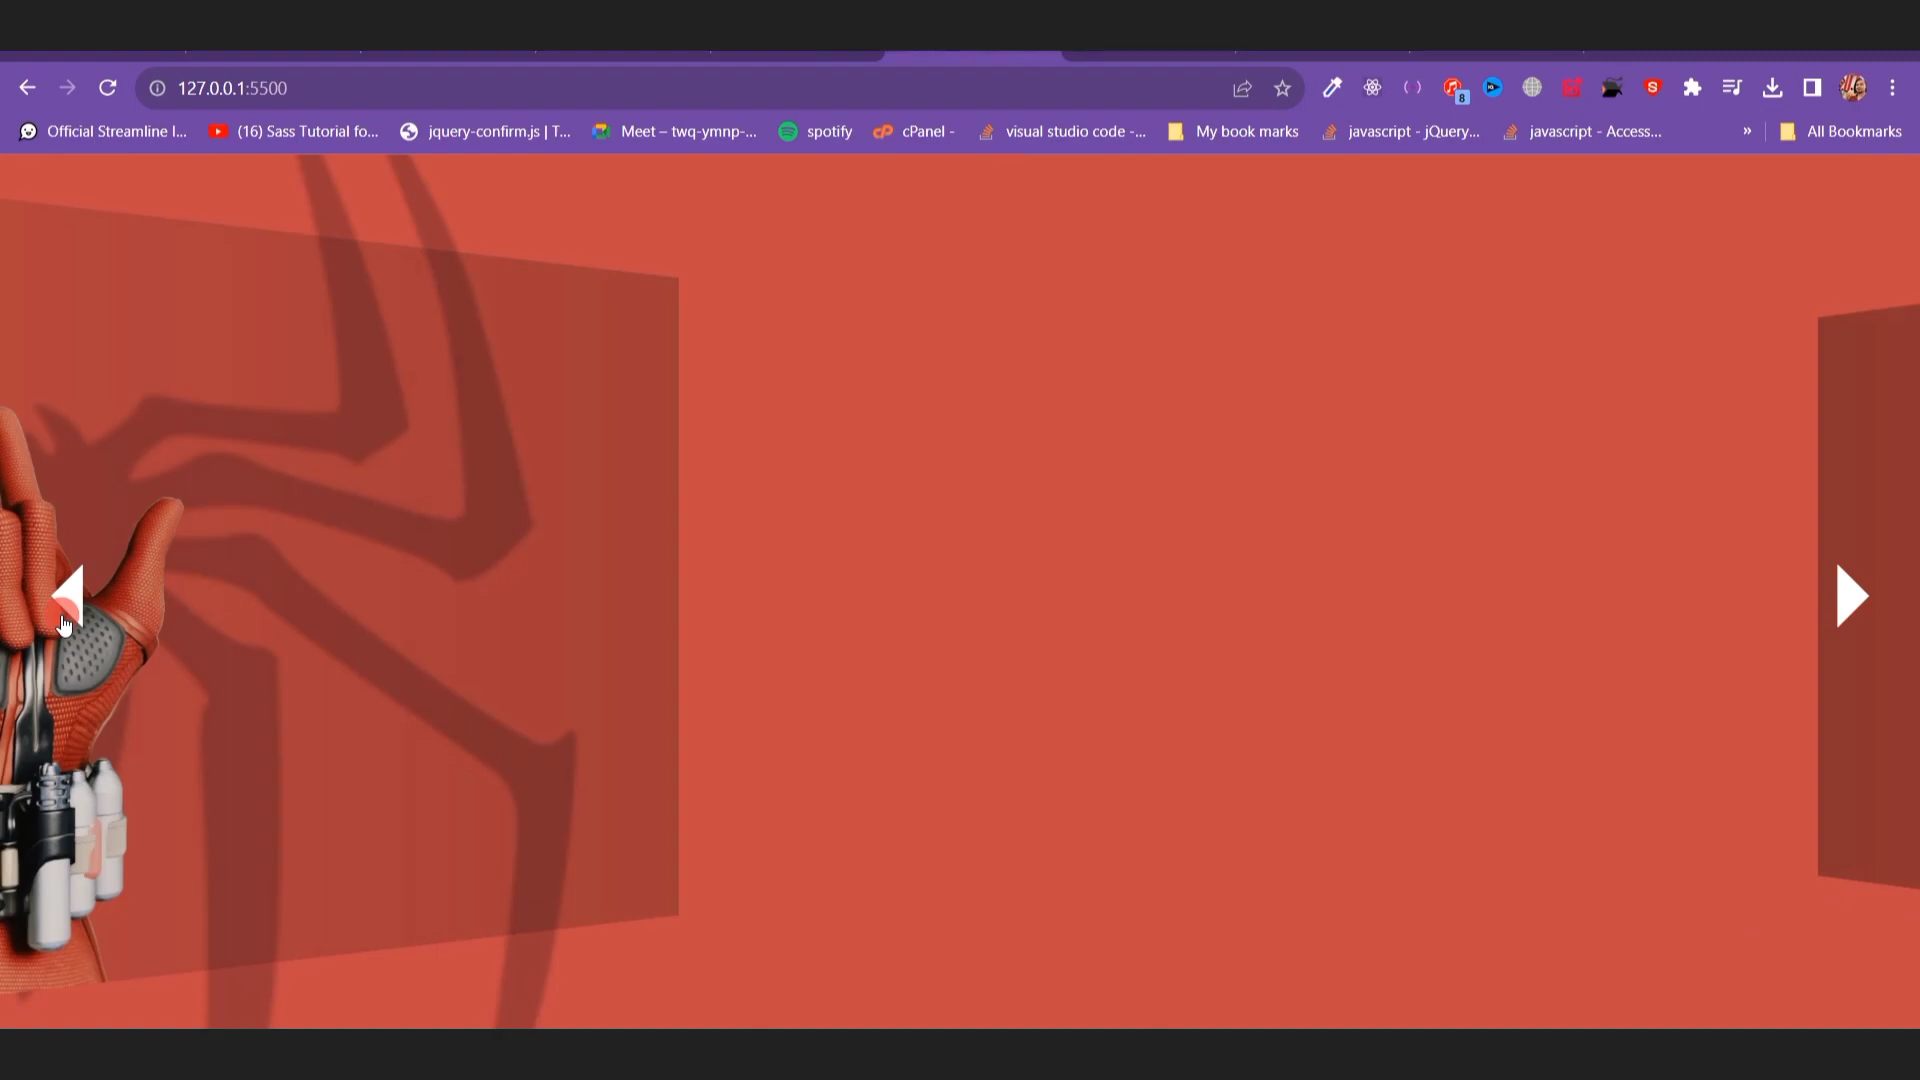 127.0.0.1:5500
8
Official Streamline I...
(16) Sass Tutorial fo...
jquery-confirm.js | T...
Meet – twq-ymnp-...
spotify
cPanel -
visual studio code -...
My book marks
javascript - jQuery...
javascript - Access...
»
All Bookmarks